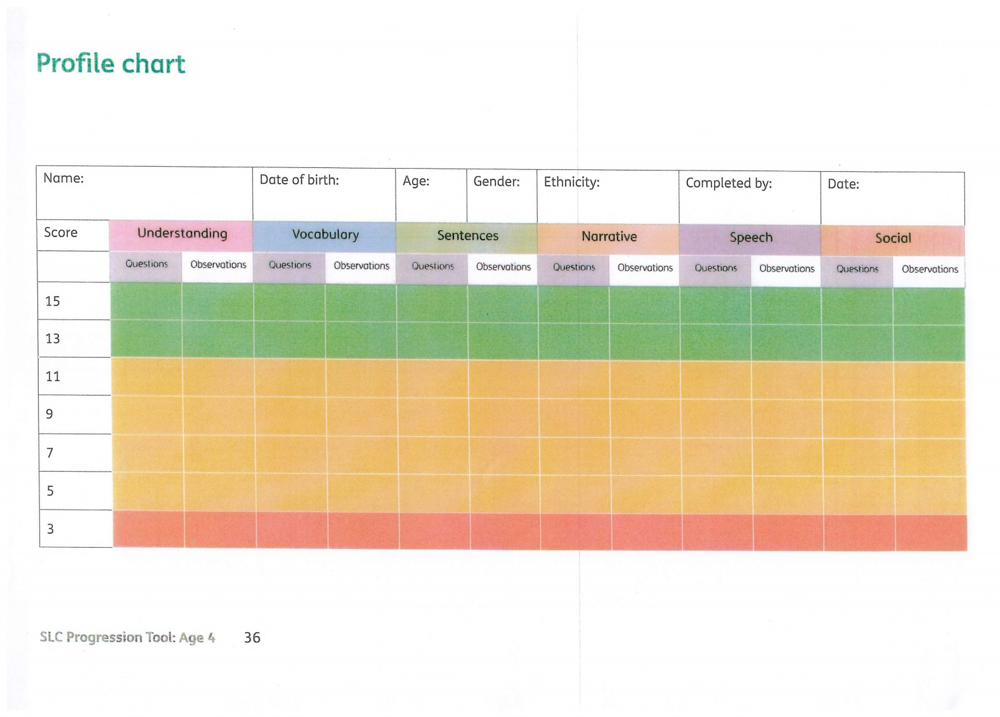 Profile chart
Name: Date of birth: Age: Gender: Ethnicity: Completed by: Date:
Score Understanding Vocabulary Sentences Narrative Speech Social
Questions Observations Questions Observations Questions Observations Questions Observations Questions Observations Questions Observations
15
13
11
9
7
5
3
SLC Progression Tool: Age 4 36